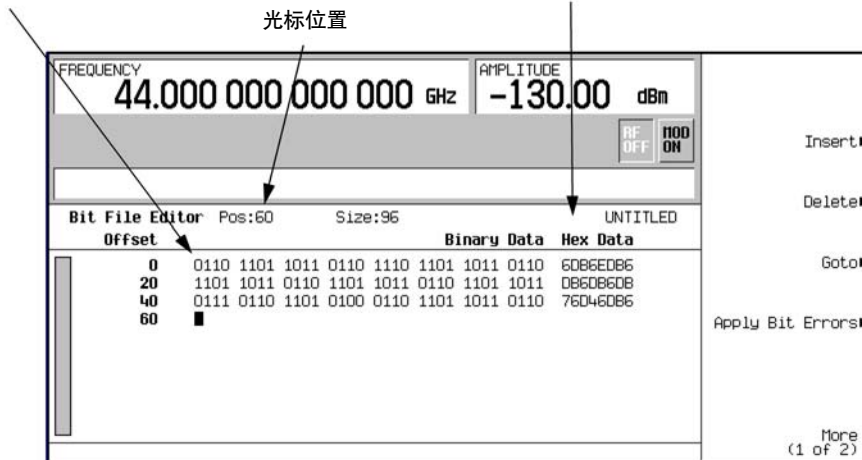 光标位置
FREQUENCY
44.000 000 000 000 GHz
AMPLITUDE
-130.00 dBm
RF OFF
MOD ON
Insert
Delete
Goto
Apply Bit Errors
More
(1 of 2)
Bit File Editor Pos:60 Size:96 UNTITLED
Offset Binary Data Hex Data
0 0110 1101 1011 0110 1110 1101 1011 0110 6DB6EDB6
20 1101 1011 0110 1101 1011 0110 1101 1011 DB6DB6DB
40 0111 0110 1101 0100 0110 1101 1011 0110 76D46DB6
60